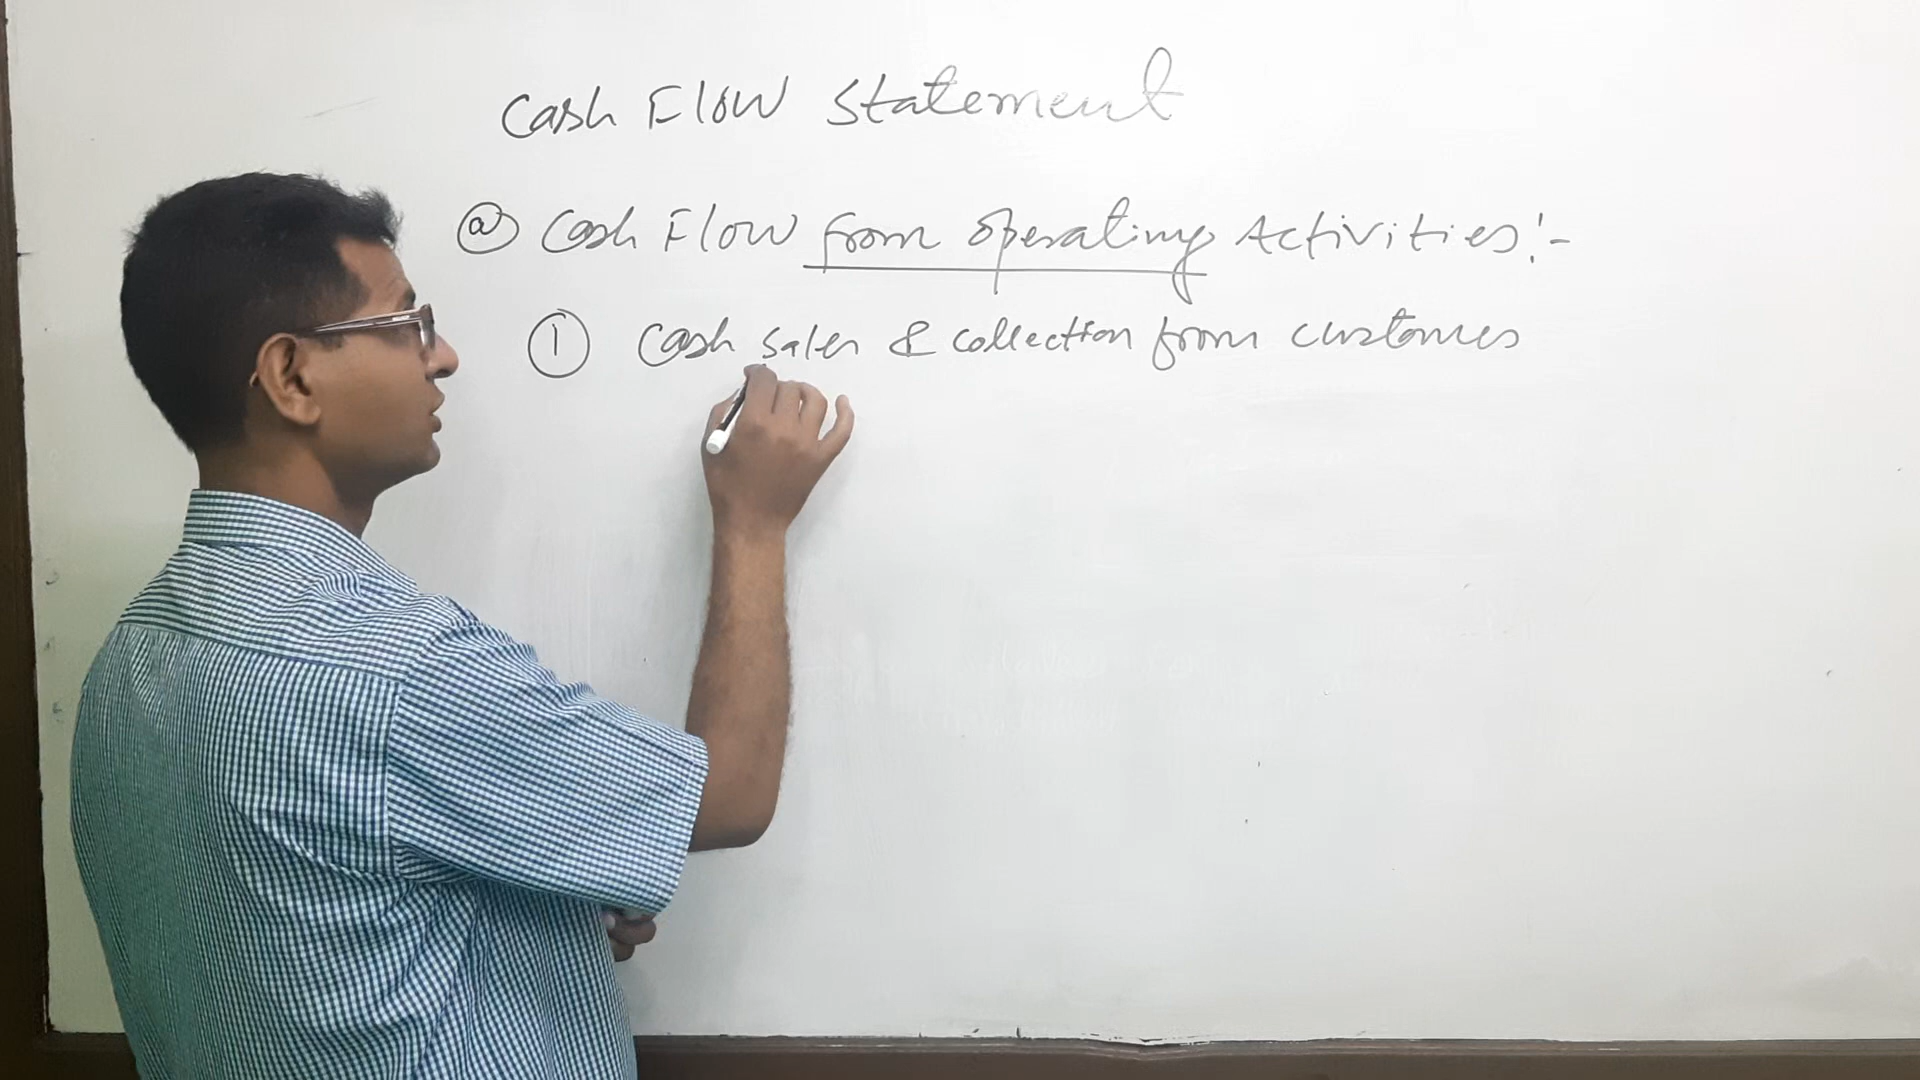 Cash Flow Statement
(a) Cash Flow from operating Activities:-
(1) Cash sales & collection from customers